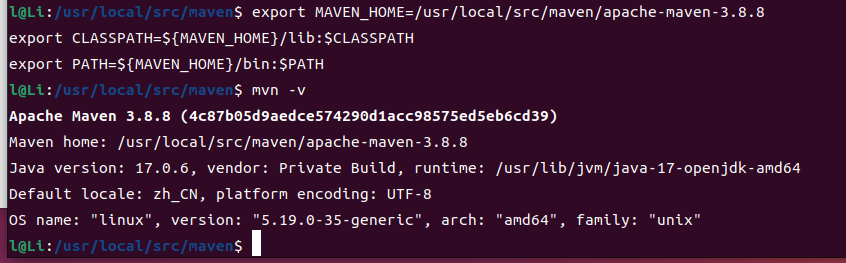 l@Li:/usr/local/src/maven$ export MAVEN_HOME=/usr/local/src/maven/apache-maven-3.8.8
export CLASSPATH=${MAVEN_HOME}/lib:$CLASSPATH
export PATH=${MAVEN_HOME}/bin:$PATH
l@Li:/usr/local/src/maven$ mvn -v
Apache Maven 3.8.8 (4c87b05d9aedce574290d1acc98575ed5eb6cd39)
Maven home: /usr/local/src/maven/apache-maven-3.8.8
Java version: 17.0.6, vendor: Private Build, runtime: /usr/lib/jvm/java-17-openjdk-amd64
Default locale: zh_CN, platform encoding: UTF-8
OS name: "linux", version: "5.19.0-35-generic", arch: "amd64", family: "unix"
l@Li:/usr/local/src/maven$